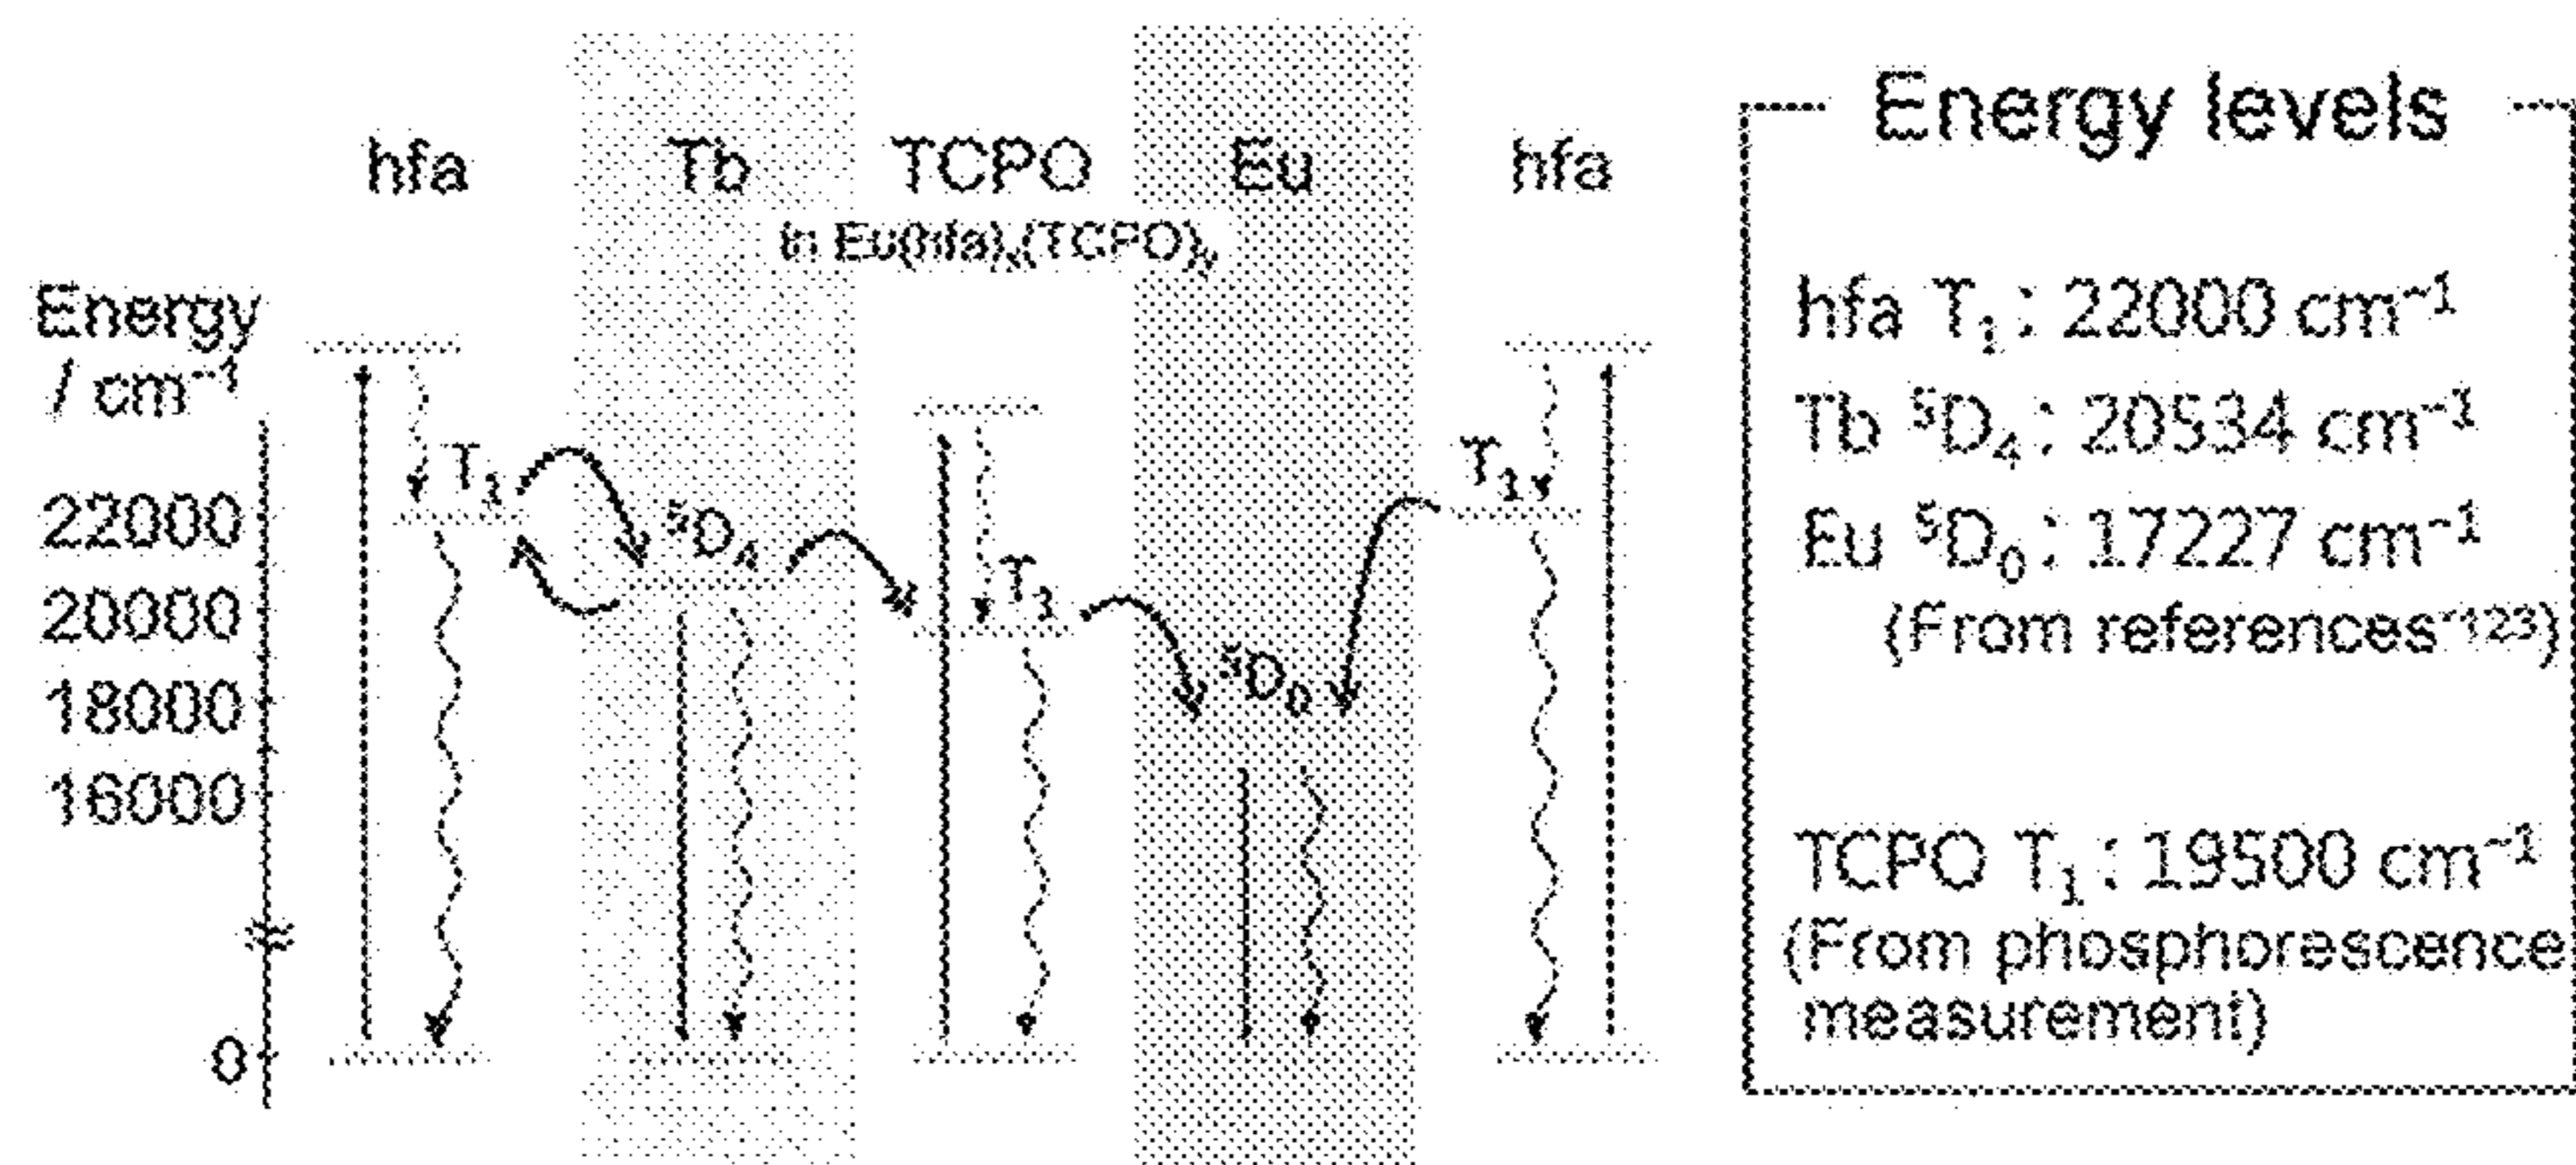 hfa Tb TCPO Eu hfa
in Eu(hfa)ₓ(TCPO)ᵧ
Energy
/ cm⁻¹
22000
20000
18000
16000
0
T₁
⁵D₄
T₁
⁵D₀
T₁
Energy levels
hfa T₁ : 22000 cm⁻¹
Tb ⁵D₄ : 20534 cm⁻¹
Eu ⁵D₀ : 17227 cm⁻¹
(From references¹²³)
TCPO T₁ : 19500 cm⁻¹
(From phosphorescence
measurement)